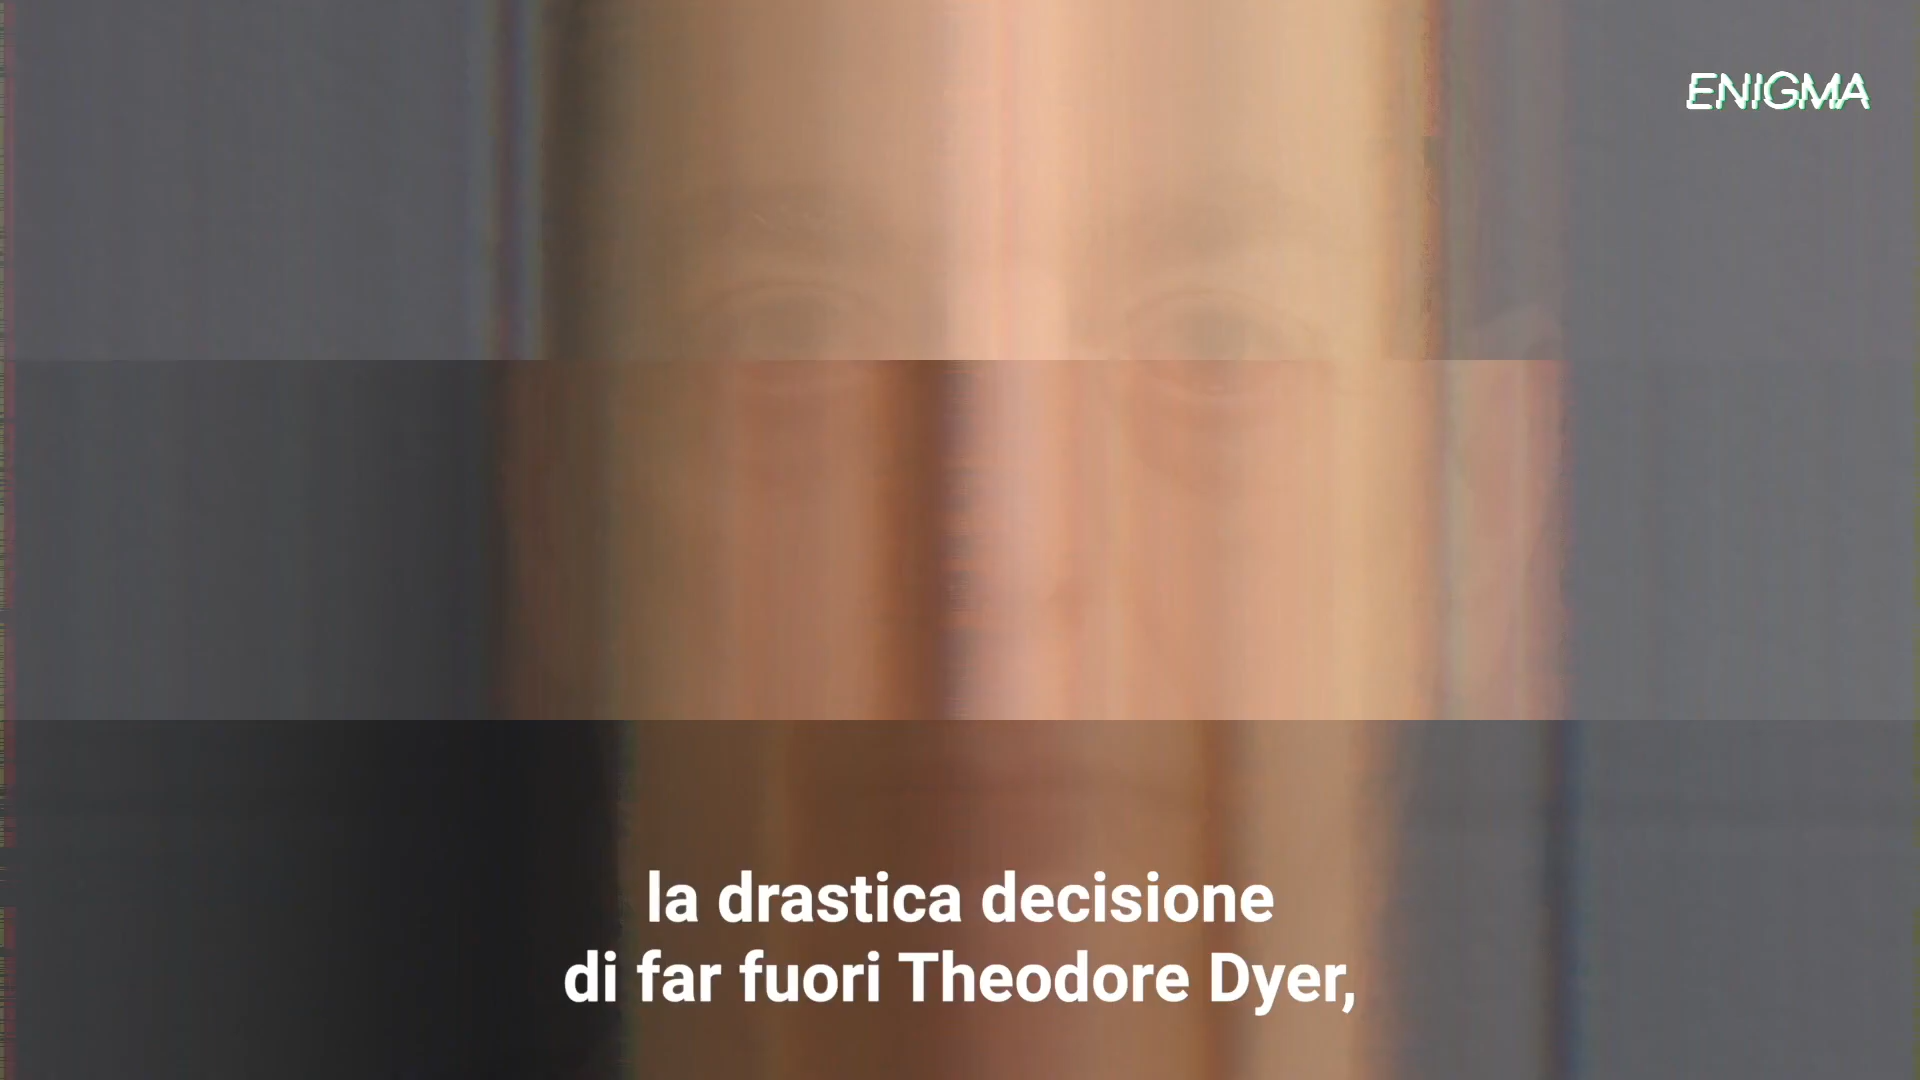 ENIGMA
la drastica decisione
di far fuori Theodore Dyer,